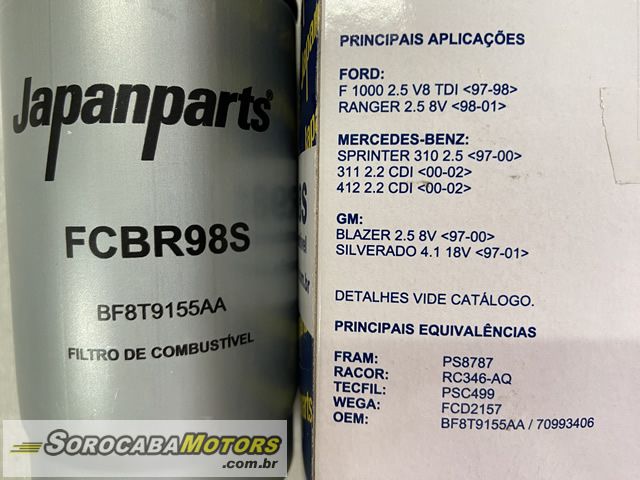 Japanparts
FCBR98S
BF8T9155AA
FILTRO DE COMBUSTÍVEL
PRINCIPAIS APLICAÇÕES
FORD:
F 1000 2.5 V8 TDI <97-98>
RANGER 2.5 8V <98-01>
MERCEDES-BENZ:
SPRINTER 310 2.5 <97-00>
311 2.2 CDI <00-02>
412 2.2 CDI <00-02>
GM:
BLAZER 2.5 8V <97-00>
SILVERADO 4.1 18V <97-01>
DETALHES VIDE CATÁLOGO.
PRINCIPAIS EQUIVALÊNCIAS
FRAM: PS8787
RACOR: RC346-AQ
TECFIL: PSC499
WEGA: FCD2157
OEM: BF8T9155AA / 70993406
SOROCABAMOTORS
.com.br